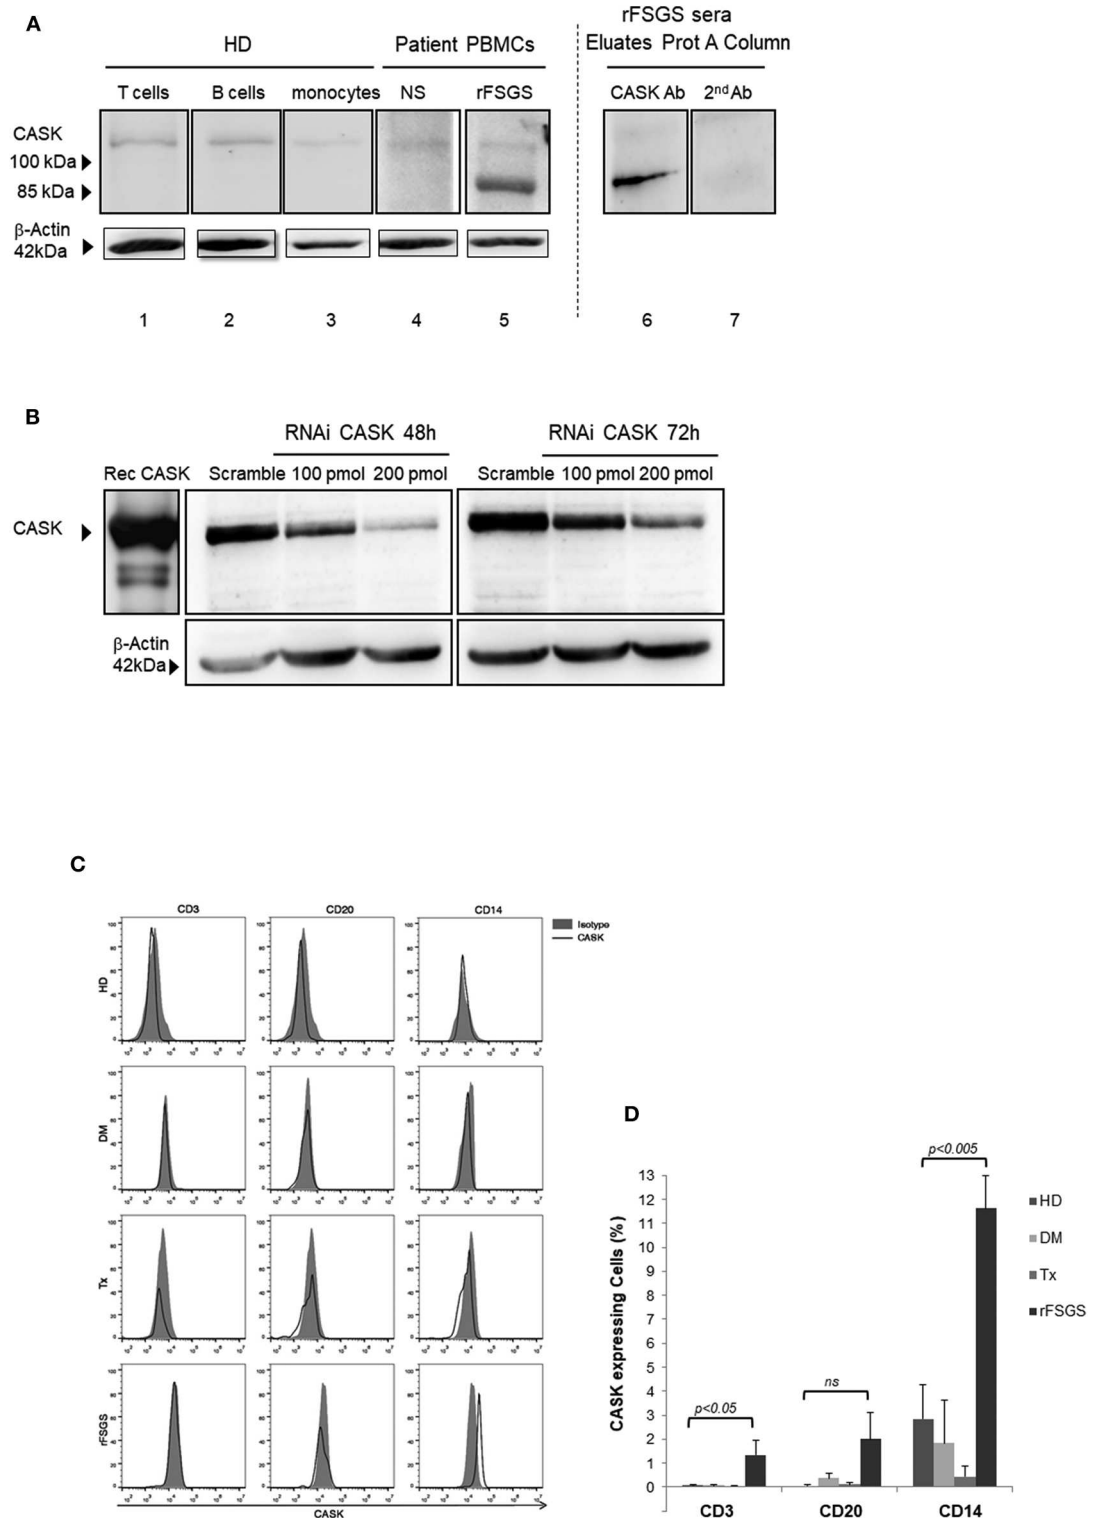 A
HD
Patient PBMCs
rFSGS sera
Eluates Prot A Column
T cells
B cells
monocytes
NS
rFSGS
CASK Ab
2nd Ab
CASK
100 kDa
85 kDa
β-Actin
42kDa
1
2
3
4
5
6
7
B
RNAi CASK 48h
RNAi CASK 72h
Rec CASK
Scramble
100 pmol
200 pmol
Scramble
100 pmol
200 pmol
CASK
β-Actin
42kDa
C
CD3
CD20
CD14
Isotype
CASK
HD
DM
Tx
rFSGS
CASK
D
p<0.005
p<0.05
ns
CASK expressing Cells (%)
13
12
11
10
9
8
7
6
5
4
3
2
1
0
CD3
CD20
CD14
HD
DM
Tx
rFSGS